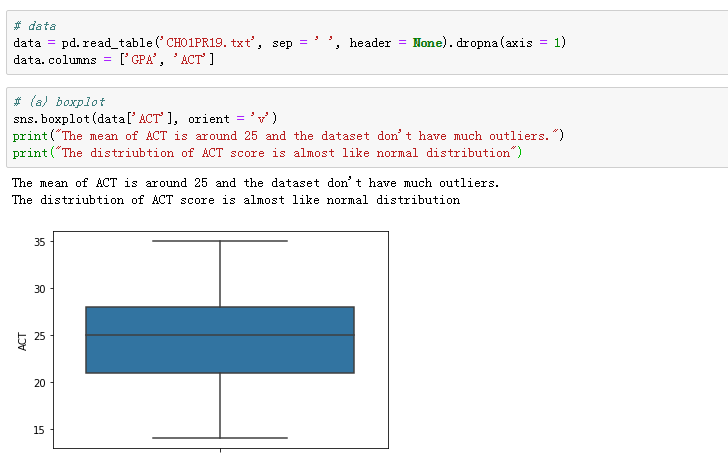 # data
data = pd.read_table('CH01PR19.txt', sep = ' ', header = None).dropna(axis = 1)
data.columns = ['GPA', 'ACT']
# (a) boxplot
sns.boxplot(data['ACT'], orient = 'v')
print("The mean of ACT is around 25 and the dataset don't have much outliers.")
print("The distriubtion of ACT score is almost like normal distribution")
The mean of ACT is around 25 and the dataset don't have much outliers.
The distriubtion of ACT score is almost like normal distribution
35
30
25
20
15
ACT